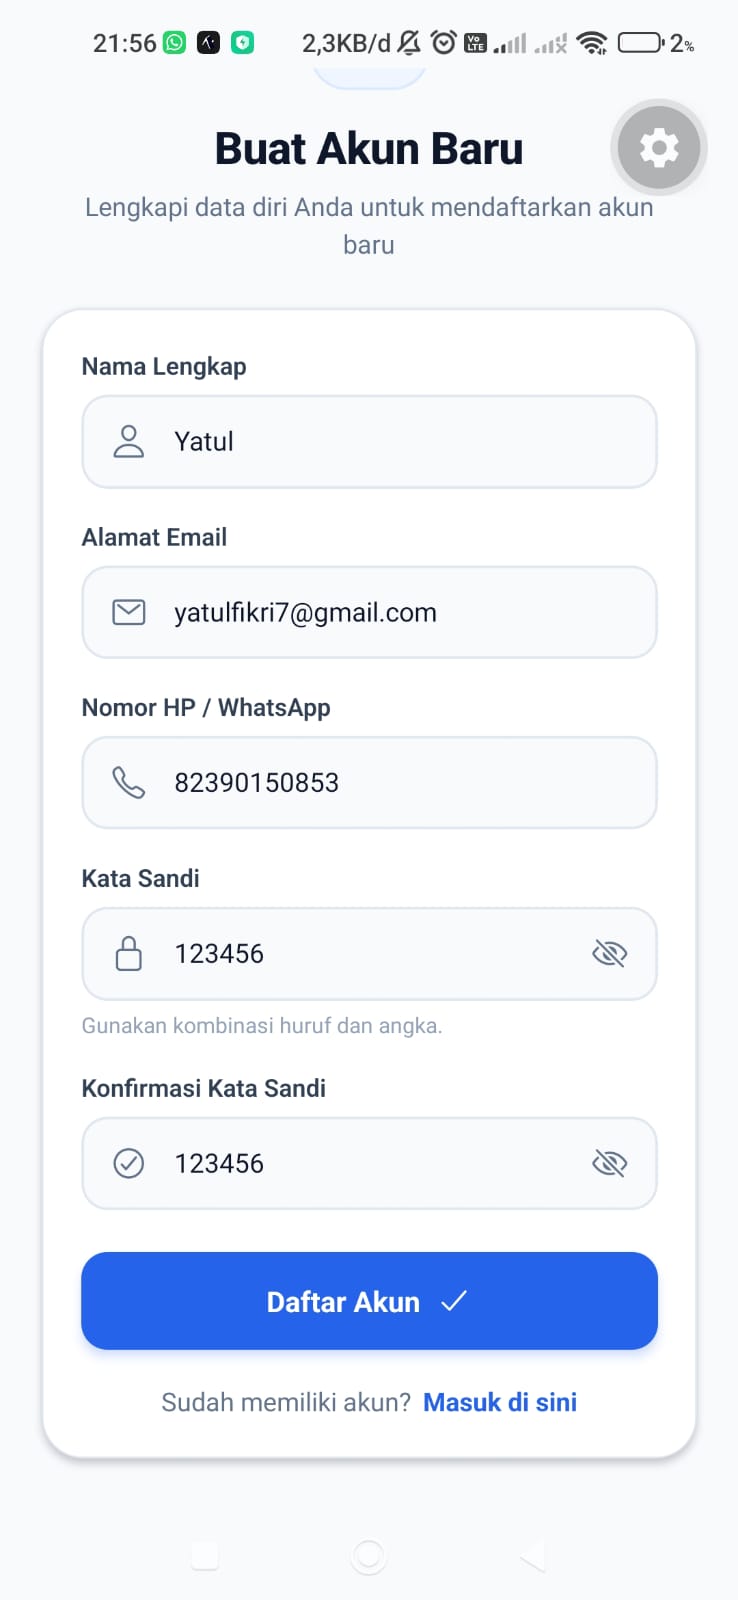 21:56 2,3KB/d Vo LTE 2%
Buat Akun Baru
Lengkapi data diri Anda untuk mendaftarkan akun
baru
Nama Lengkap
Yatul
Alamat Email
yatulfikri7@gmail.com
Nomor HP / WhatsApp
82390150853
Kata Sandi
123456
Gunakan kombinasi huruf dan angka.
Konfirmasi Kata Sandi
123456
Daftar Akun
Sudah memiliki akun? Masuk di sini